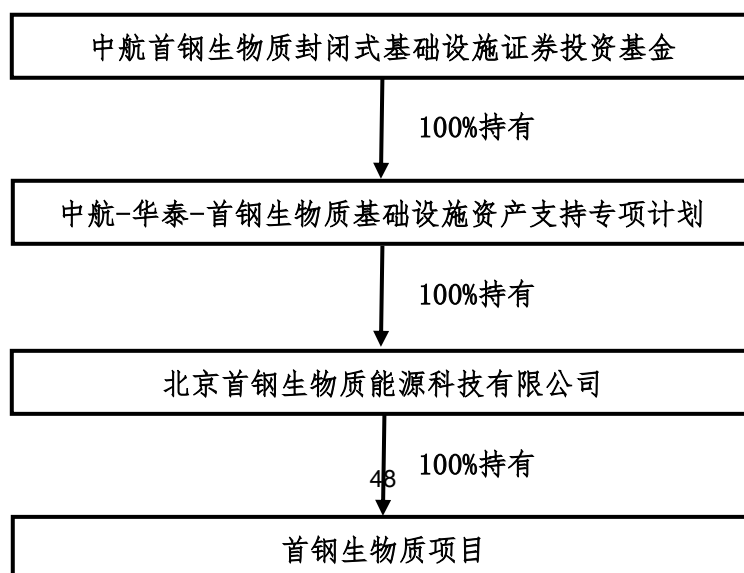 中航首钢生物质封闭式基础设施证券投资基金
100%持有
中航-华泰-首钢生物质基础设施资产支持专项计划
100%持有
北京首钢生物质能源科技有限公司
100%持有
48
首钢生物质项目